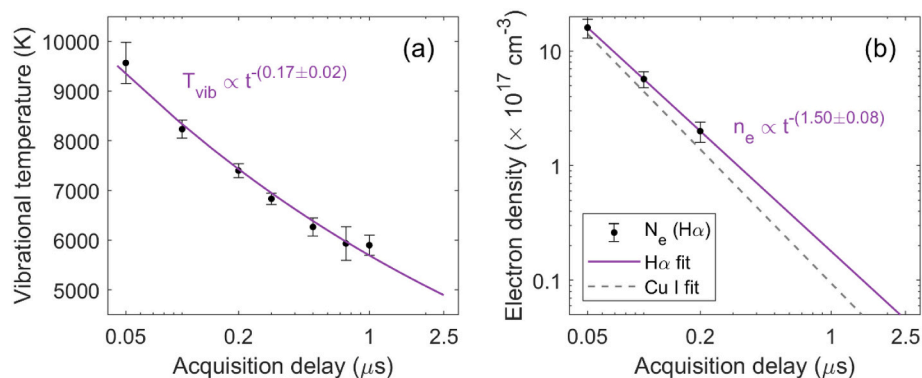 (a)
T_vib ∝ t^-(0.17±0.02)
Vibrational temperature (K)
10000
9000
8000
7000
6000
5000
0.05
0.2
1
2.5
Acquisition delay (μs)
(b)
n_e ∝ t^-(1.50±0.08)
Electron density (× 10^17 cm^-3)
10
1
0.1
N_e (Hα)
Hα fit
Cu I fit
0.05
0.2
1
2.5
Acquisition delay (μs)